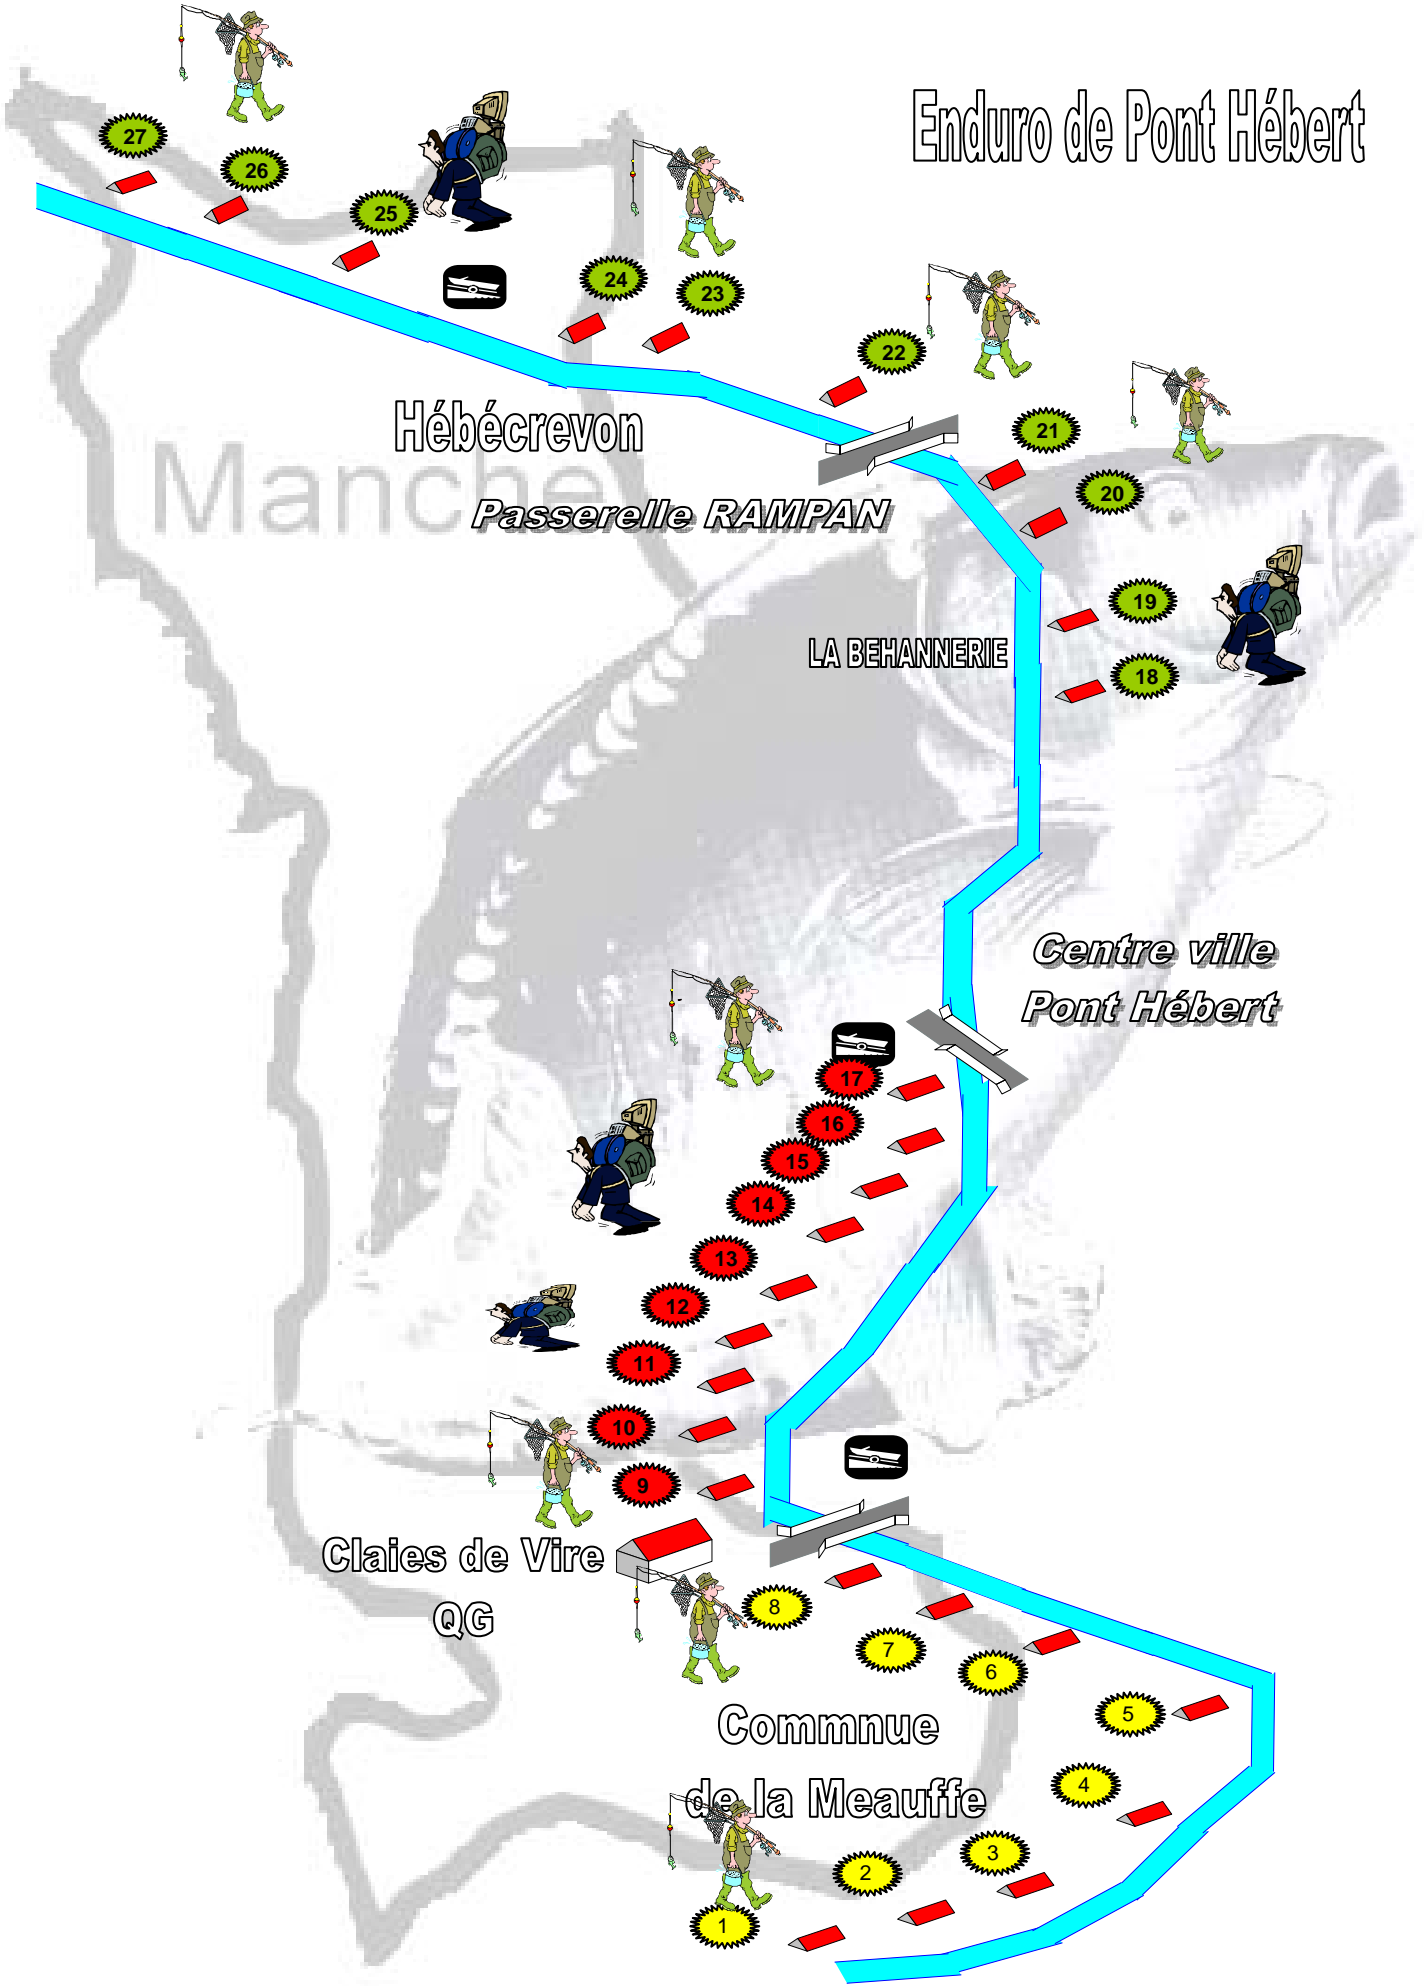 Enduro de Pont Hébert
27
26
25
24
23
22
21
20
19
18
Hébécrevon
Manche
Passerelle RAMPAN
LA BEHANNERIE
Centre ville
Pont Hébert
17
16
15
14
13
12
11
10
9
Claies de Vire
QG
8
7
6
5
4
3
2
1
Commnue
de la Meauffe